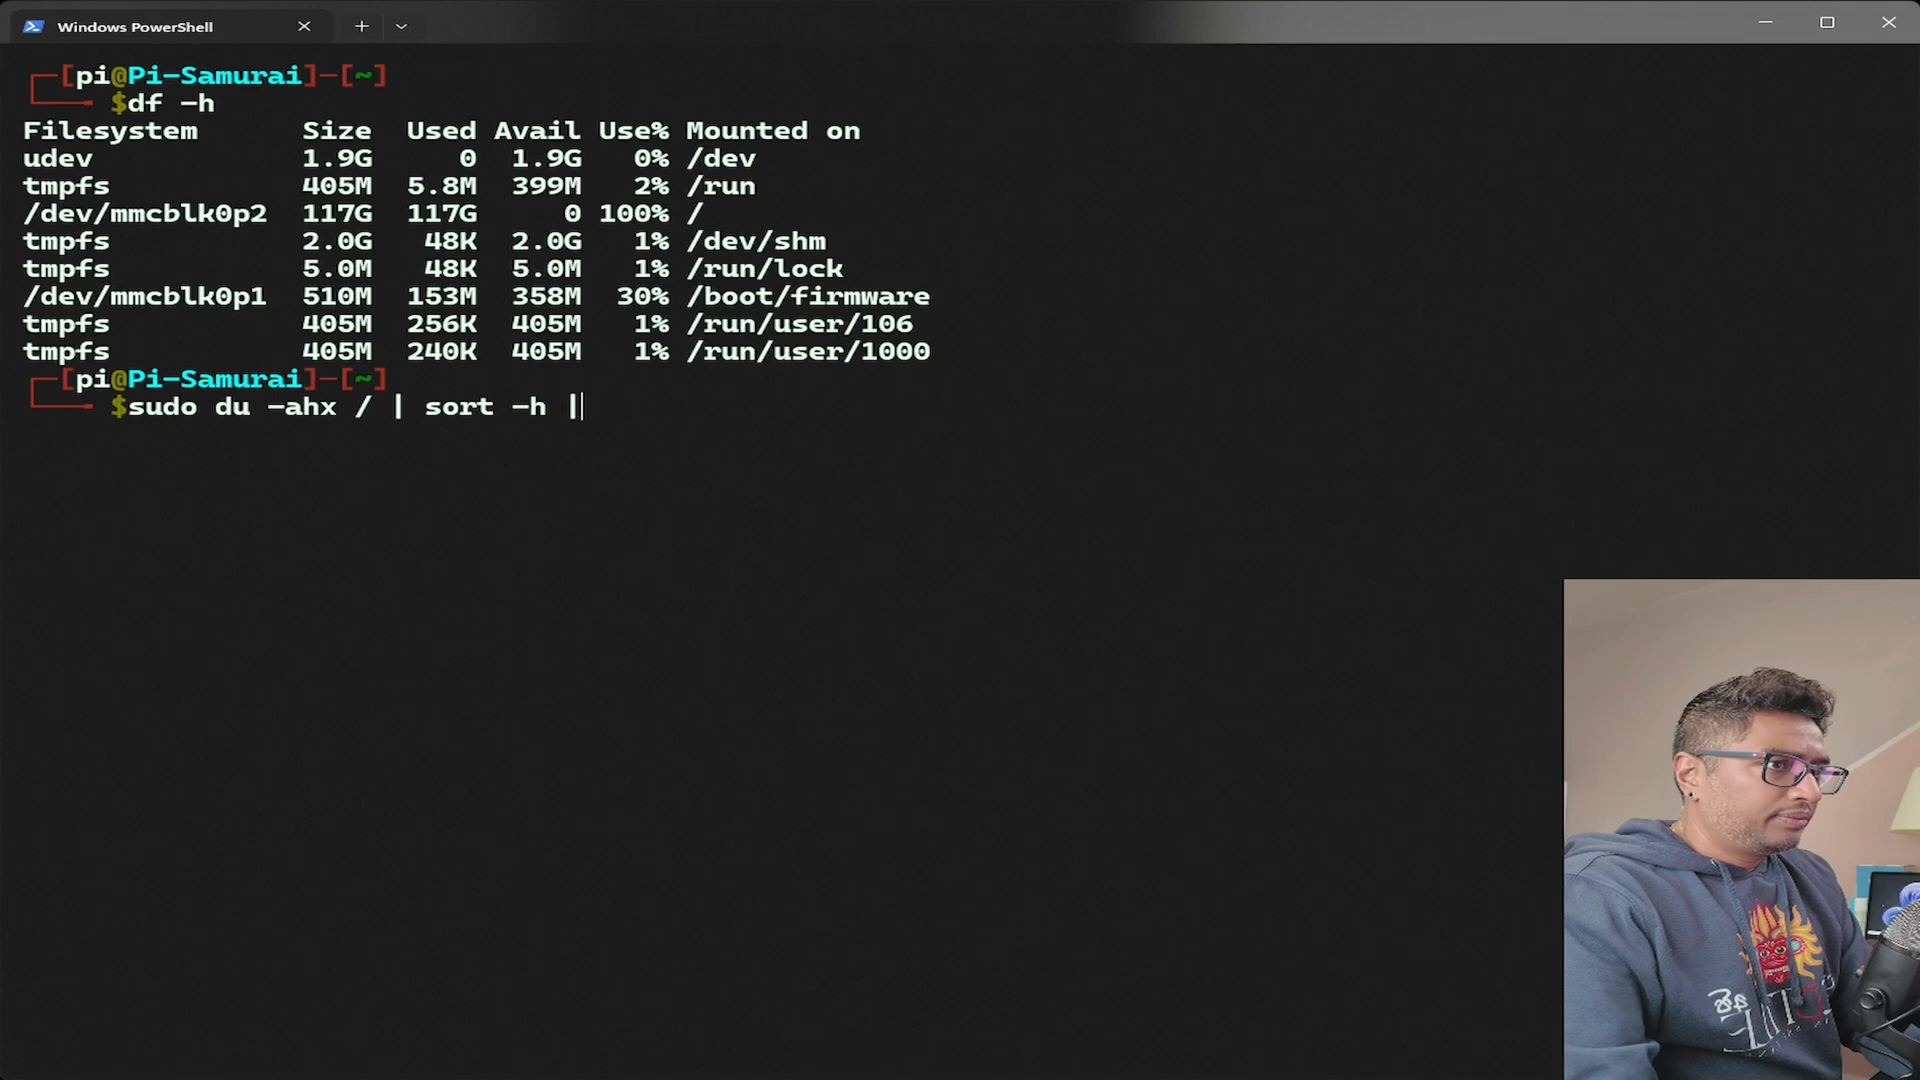 Windows PowerShell
[pi@Pi-Samurai]-[~]
$df -h
Filesystem Size Used Avail Use% Mounted on
udev 1.9G 0 1.9G 0% /dev
tmpfs 405M 5.8M 399M 2% /run
/dev/mmcblk0p2 117G 117G 0 100% /
tmpfs 2.0G 48K 2.0G 1% /dev/shm
tmpfs 5.0M 48K 5.0M 1% /run/lock
/dev/mmcblk0p1 510M 153M 358M 30% /boot/firmware
tmpfs 405M 256K 405M 1% /run/user/106
tmpfs 405M 240K 405M 1% /run/user/1000
[pi@Pi-Samurai]-[~]
$sudo du -ahx / | sort -h |